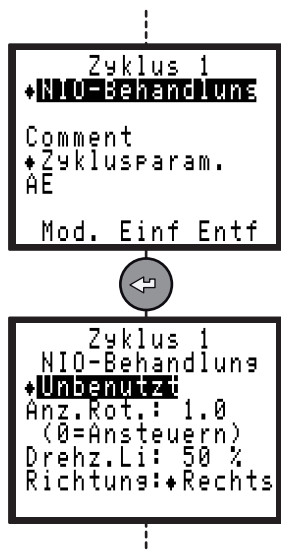 Zyklus 1
♦NIO-Behandlung
Comment
♦Zyklusparam.
AE
Mod. Einf Entf
Zyklus 1
NIO-Behandlung
♦Unbenutzt
Anz.Rot.: 1.0
(0=Ansteuern)
Drehz.Li: 50 %
Richtung:♦Rechts